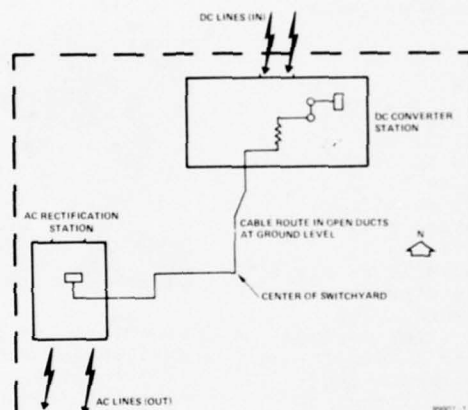 DC LINES (IN)
DC CONVERTER
STATION
AC RECTIFICATION
STATION
CABLE ROUTE IN OPEN DUCTS
AT GROUND LEVEL
N
CENTER OF SWITCHYARD
AC LINES (OUT)